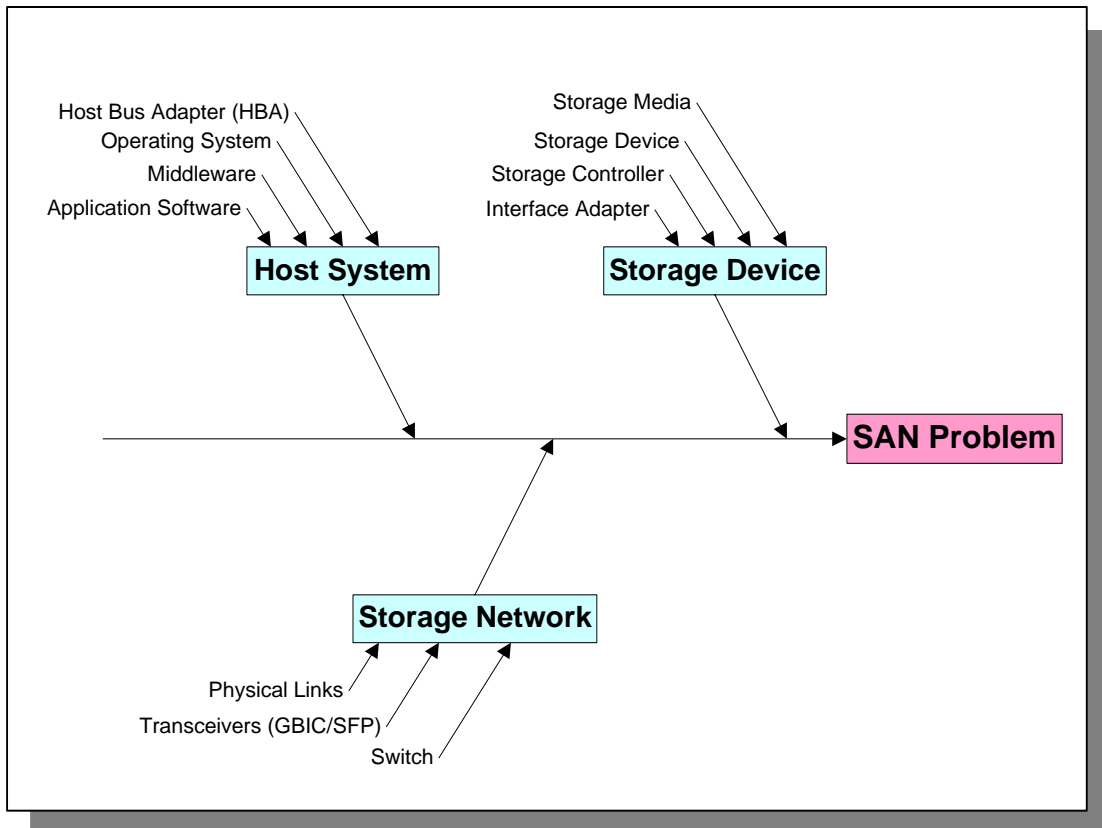 Host Bus Adapter (HBA)
Operating System
Middleware
Application Software
Host System
Storage Media
Storage Device
Storage Controller
Interface Adapter
Storage Device
SAN Problem
Storage Network
Physical Links
Transceivers (GBIC/SFP)
Switch